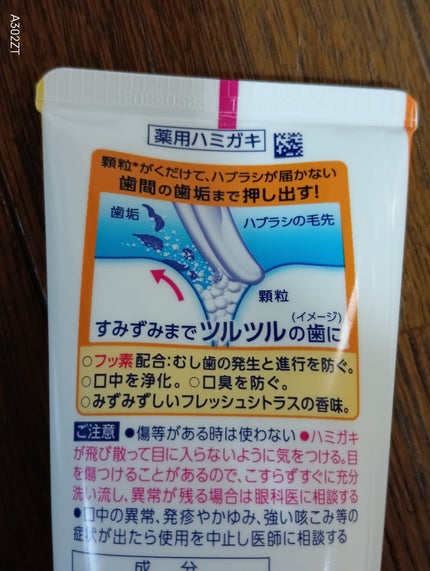 A302ZT
20240523
1
薬用ハミガキ
顆粒*がくだけて、ハブラシが届かない
歯間の歯垢まで押し出す!
歯垢
ハブラシの毛先
顆粒
(イメージ)
すみずみまでツルツルの歯に
○フッ素配合:むし歯の発生と進行を防ぐ。
○口中を浄化。○口臭を防ぐ。
○みずみずしいフレッシュシトラスの香味。
ご注意 ●傷等がある時は使わない ●ハミガキ
が飛び散って目に入らないように気をつける。目
を傷つけることがあるので、こすらずすぐに充分
洗い流し、異常が残る場合は眼科医に相談する
●口中の異常、発疹やかゆみ、強い咳こみ等の
症状が出たら使用を中止し医師に相談する
成分